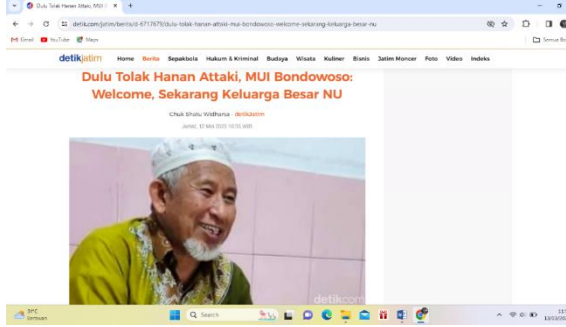 Dulu Tolak Hanan Attaki, MUI
detik.com/jatim/berita/d-6717679/dulu-tolak-hanan-attaki-mui-bondowoso-welcome-sekarang-keluarga-besar-nu
Gmail YouTube Maps
detikjatim Home Berita Sepakbola Hukum & Kriminal Budaya Wisata Kuliner Bisnis Jatim Moncer Foto Video Indeks
Dulu Tolak Hanan Attaki, MUI Bondowoso:
Welcome, Sekarang Keluarga Besar NU
Chuk Shatu Widharsa - detikJatim
detikcom
Search